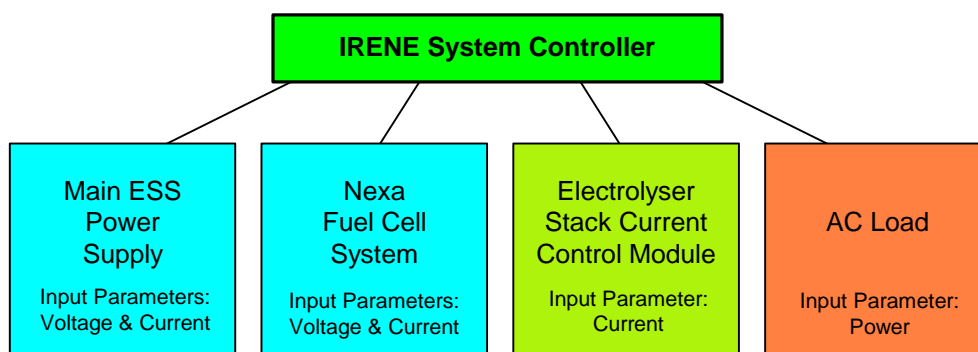 IRENE System Controller
Main ESS
Power
Supply
Input Parameters:
Voltage & Current
Nexa
Fuel Cell
System
Input Parameters:
Voltage & Current
Electrolyser
Stack Current
Control Module
Input Parameter:
Current
AC Load
Input Parameter:
Power